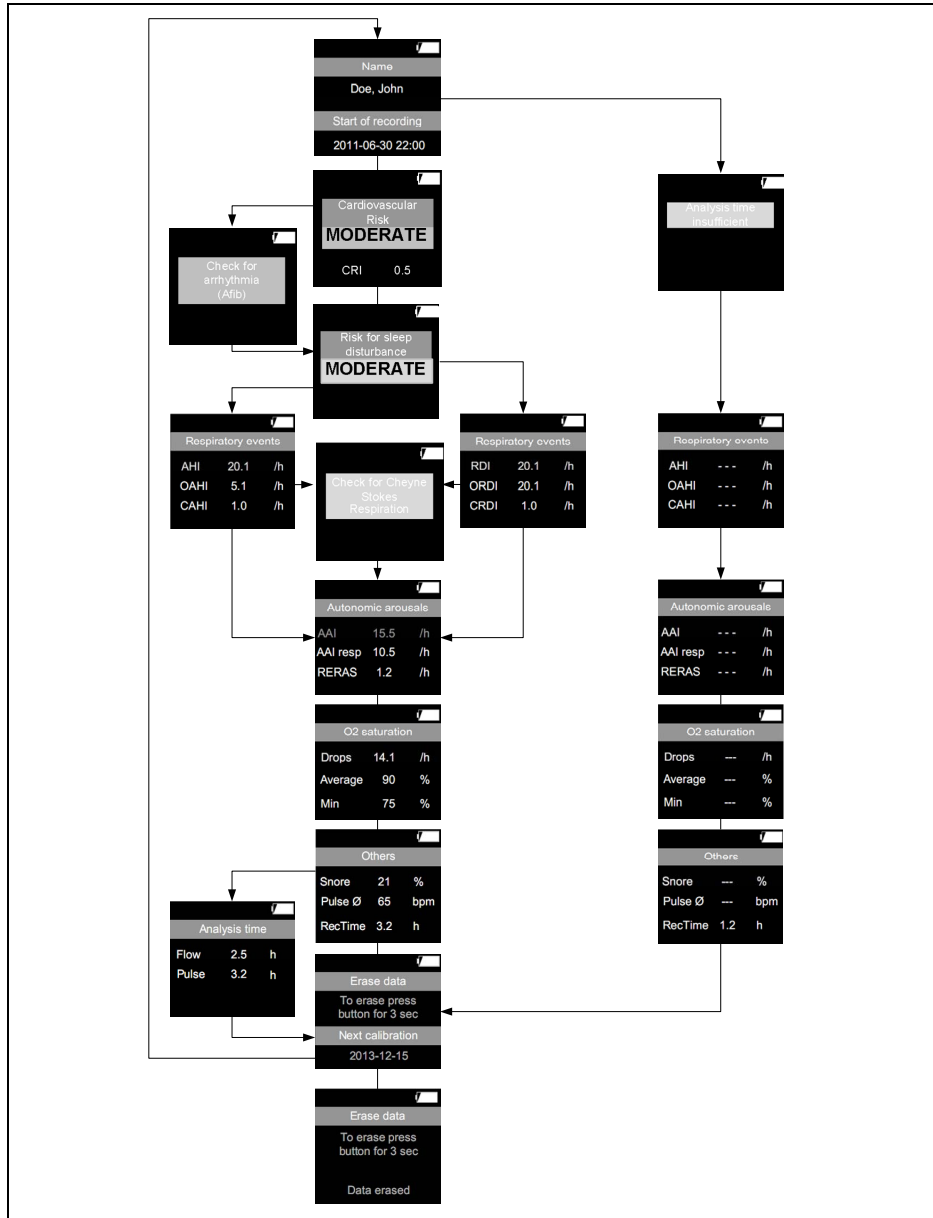 Name
Doe, John
Start of recording
2011-06-30 22:00
Cardiovascular
Risk
MODERATE
CRI 0.5
Analysis time
insufficient
Check for
arrhythmia
(Afib)
Risk for sleep
disturbance
MODERATE
Respiratory events
AHI 20.1 /h
OAHI 5.1 /h
CAHI 1.0 /h
Check for Cheyne
Stokes
Respiration
Respiratory events
RDI 20.1 /h
ORDI 20.1 /h
CRDI 1.0 /h
Respiratory events
AHI - - - /h
OAHI - - - /h
CAHI - - - /h
Autonomic arousals
AAI 15.5 /h
AAI resp 10.5 /h
RERAS 1.2 /h
Autonomic arousals
AAI - - - /h
AAI resp - - - /h
RERAS - - - /h
O2 saturation
Drops 14.1 /h
Average 90 %
Min 75 %
O2 saturation
Drops --- /h
Average --- %
Min --- %
Others
Snore 21 %
Pulse Ø 65 bpm
RecTime 3.2 h
Others
Snore --- %
Pulse Ø --- bpm
RecTime 1.2 h
Analysis time
Flow 2.5 h
Pulse 3.2 h
Erase data
To erase press
button for 3 sec
Next calibration
2013-12-15
Erase data
To erase press
button for 3 sec
Data erased